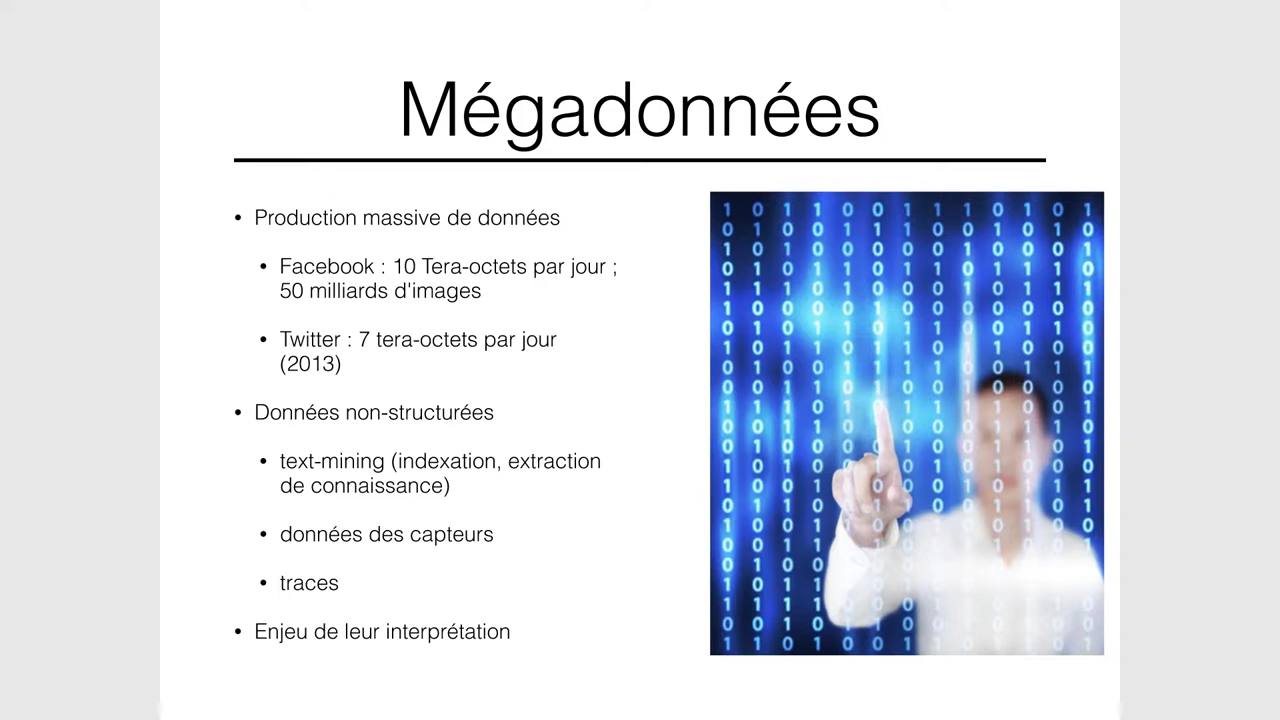 Mégadonnées
• Production massive de données
• Facebook : 10 Tera-octets par jour ;
50 milliards d'images
• Twitter : 7 tera-octets par jour
(2013)
• Données non-structurées
• text-mining (indexation, extraction
de connaissance)
• données des capteurs
• traces
• Enjeu de leur interprétation